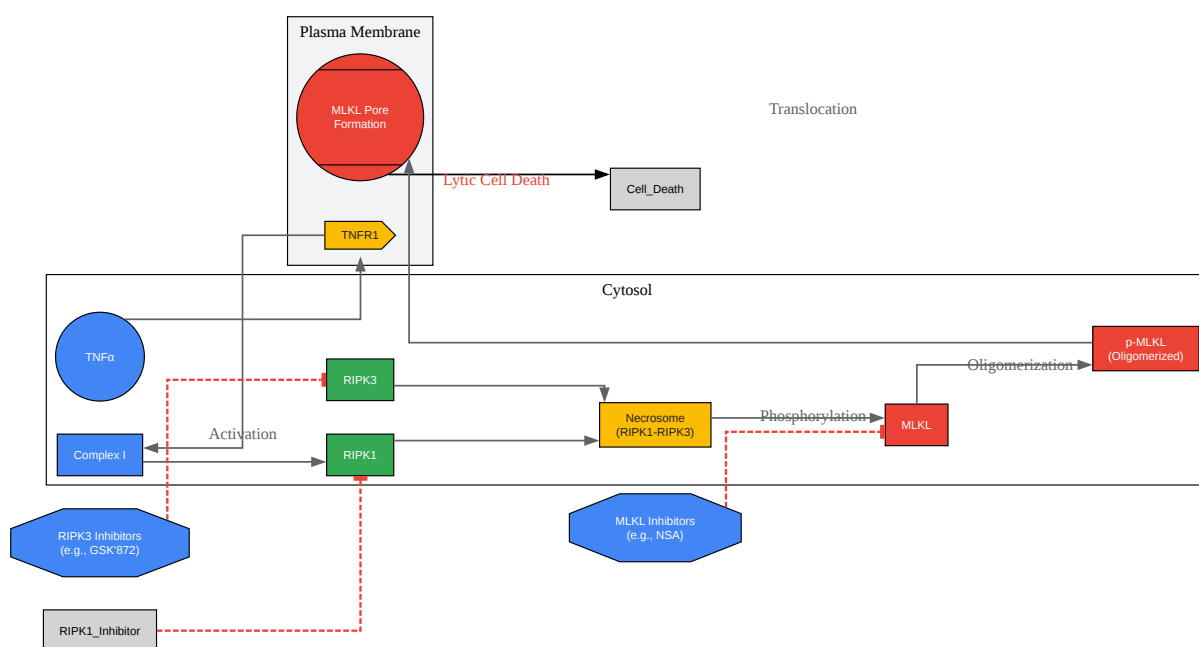 Plasma Membrane
MLKL Pore
Formation
Translocation
Lytic Cell Death
Cell_Death
TNFR1
Cytosol
TNFα
p-MLKL
(Oligomerized)
Oligomerization
RIPK3
Necrosome
(RIPK1-RIPK3)
Phosphorylation
MLKL
Activation
Complex I
RIPK1
RIPK3 Inhibitors
(e.g., GSK'872)
MLKL Inhibitors
(e.g., NSA)
RIPK1_Inhibitor